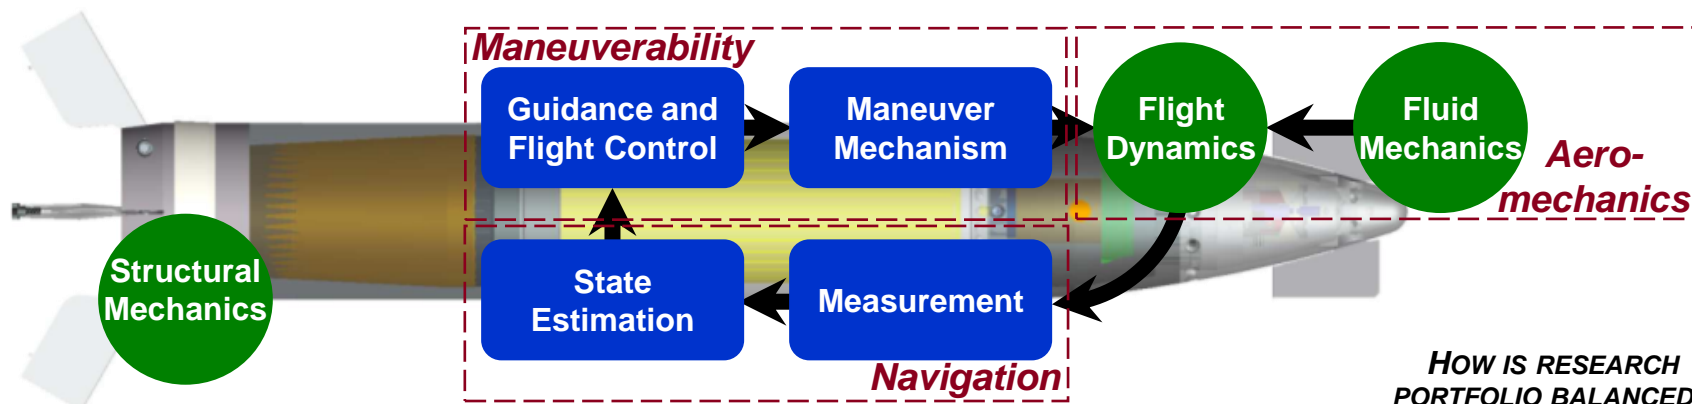 Maneuverability
Guidance and
Flight Control
Maneuver
Mechanism
Flight
Dynamics
Fluid
Mechanics
Aero-
mechanics
Structural
Mechanics
State
Estimation
Measurement
Navigation
HOW IS RESEARCH
PORTFOLIO BALANCED